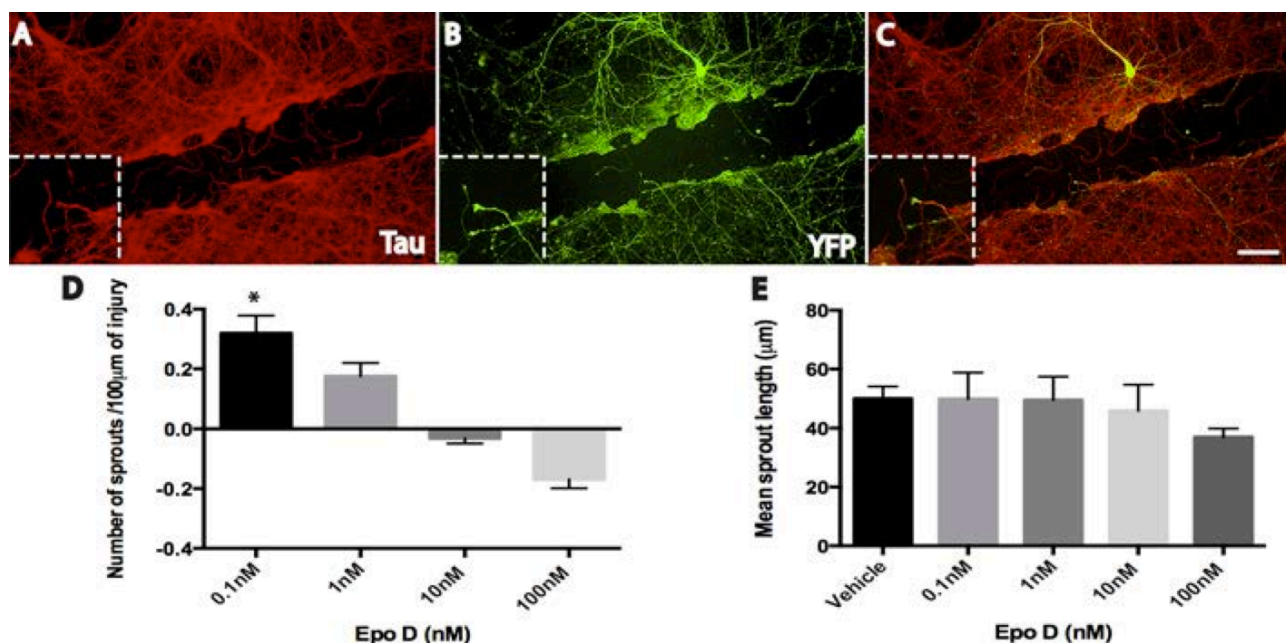 A
B
C
Tau
YFP
D
Number of sprouts /100μm of injury
0.4
0.2
0.0
-0.2
-0.4
*
0.1nM
1nM
10nM
100nM
Epo D (nM)
E
Mean sprout length (μm)
80
60
40
20
0
Vehicle
0.1nM
1nM
10nM
100nM
Epo D (nM)